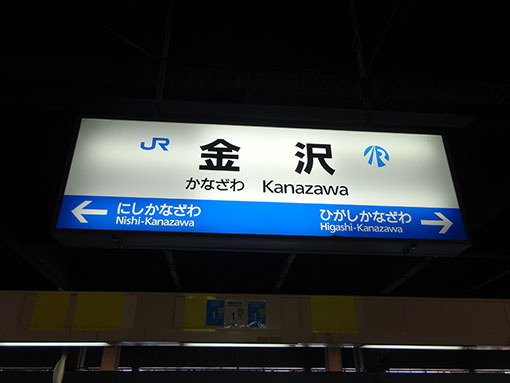 JR 金沢 IR
かなざわ Kanazawa
← にしかなざわ ひがしかなざわ →
Nishi-Kanazawa Higashi-Kanazawa